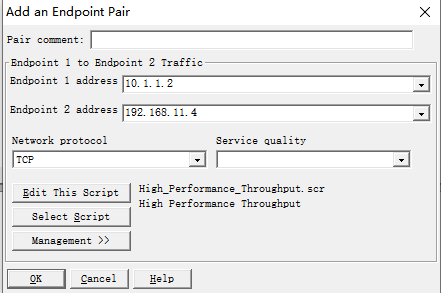 Add an Endpoint Pair
Pair comment:
Endpoint 1 to Endpoint 2 Traffic
Endpoint 1 address 10.1.1.2
Endpoint 2 address 192.168.11.4
Network protocol Service quality
TCP
Edit This Script High_Performance_Throughput.scr
High Performance Throughput
Select Script
Management >>
OK Cancel Help